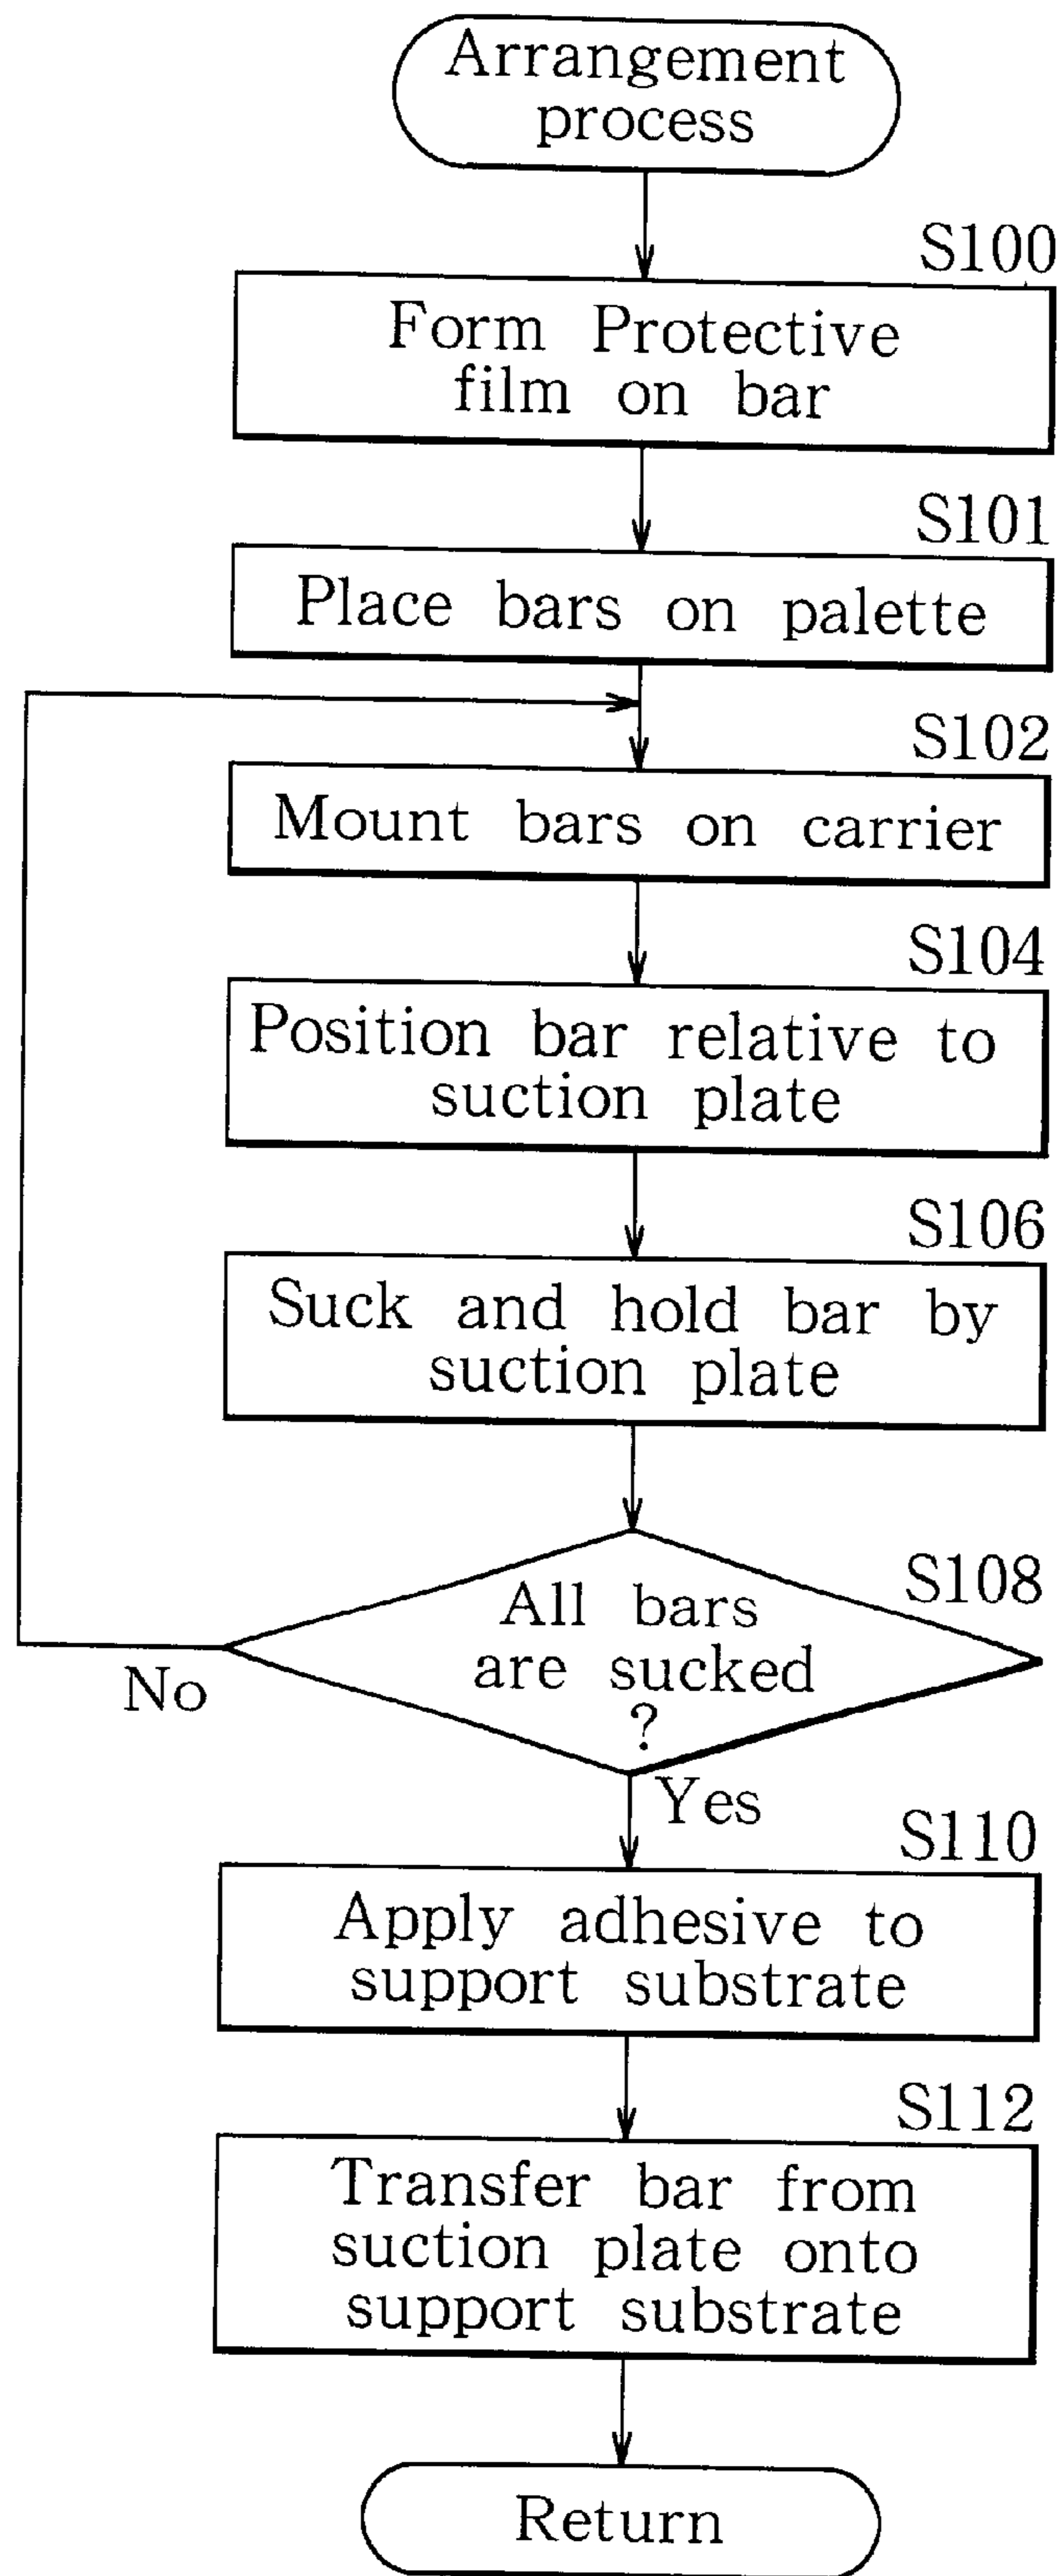 Arrangement
process
S100
Form Protective
film on bar
S101
Place bars on palette
S102
Mount bars on carrier
S104
Position bar relative to
suction plate
S106
Suck and hold bar by
suction plate
S108
All bars
are sucked
?
No
Yes
S110
Apply adhesive to
support substrate
S112
Transfer bar from
suction plate onto
support substrate
Return